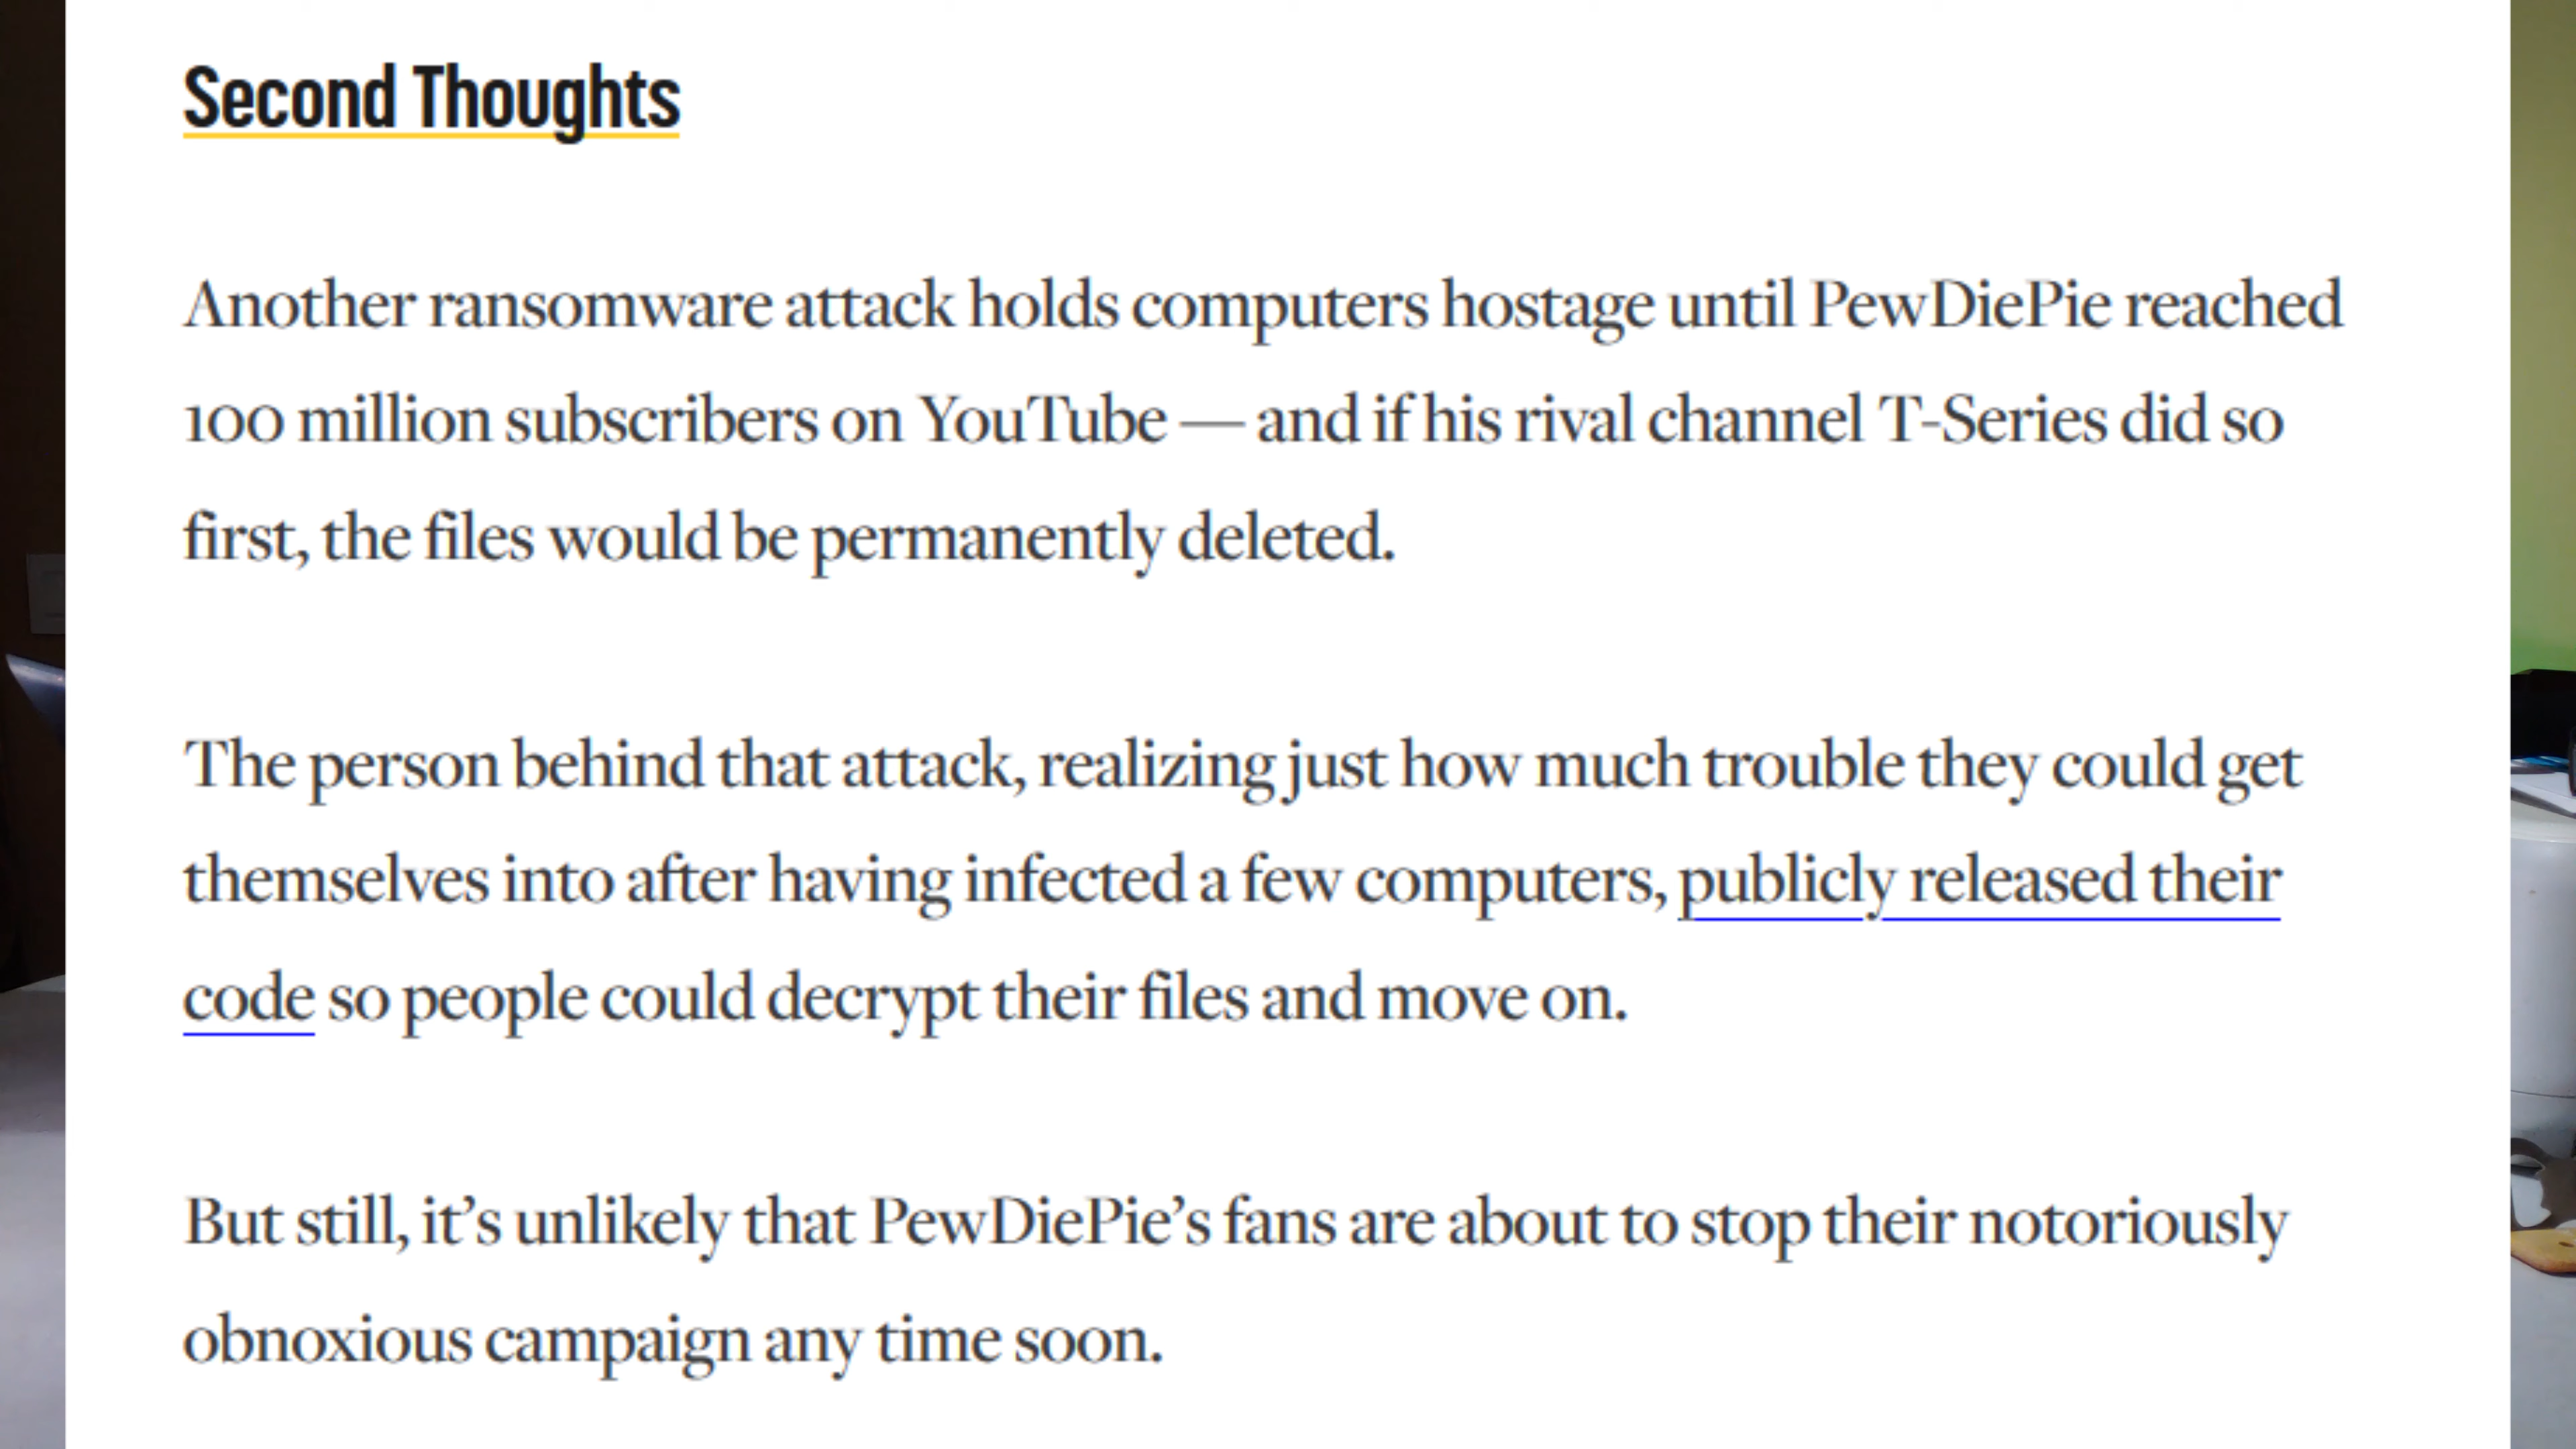 Second Thoughts
Another ransomware attack holds computers hostage until PewDiePie reached
100 million subscribers on YouTube — and if his rival channel T-Series did so
first, the files would be permanently deleted.
The person behind that attack, realizing just how much trouble they could get
themselves into after having infected a few computers, publicly released their
code so people could decrypt their files and move on.
But still, it’s unlikely that PewDiePie’s fans are about to stop their notoriously
obnoxious campaign any time soon.